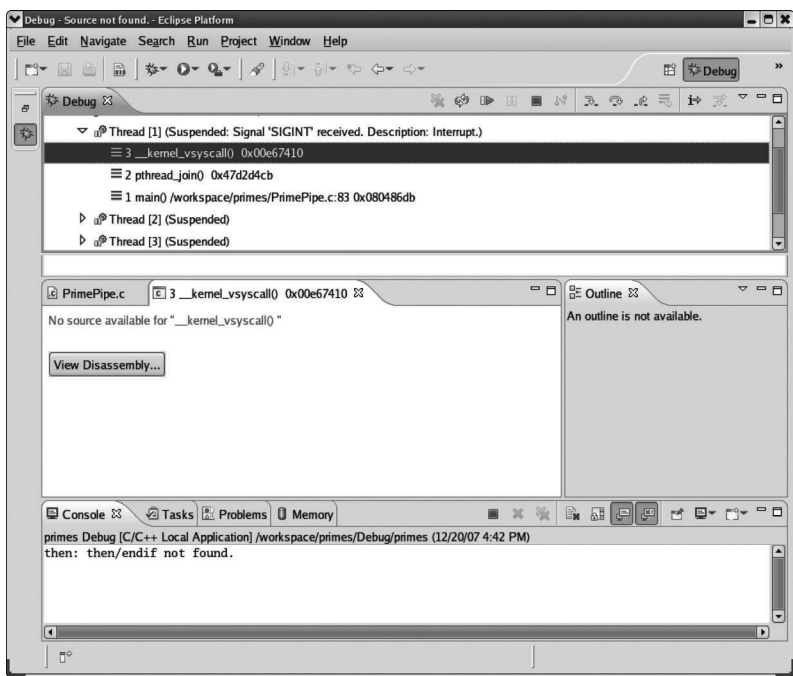 Debug - Source not found. - Eclipse Platform
File Edit Navigate Search Run Project Window Help
Debug
»
Debug
Thread [1] (Suspended: Signal 'SIGINT' received. Description: Interrupt.)
3 __kernel_vsyscall() 0x00e67410
2 pthread_join() 0x47d2d4cb
1 main() /workspace/primes/PrimePipe.c:83 0x080486db
Thread [2] (Suspended)
Thread [3] (Suspended)
PrimePipe.c
3 __kernel_vsyscall() 0x00e67410
Outline
No source available for "__kernel_vsyscall() "
An outline is not available.
View Disassembly...
Console Tasks Problems Memory
primes Debug [C/C++ Local Application] /workspace/primes/Debug/primes (12/20/07 4:42 PM)
then: then/endif not found.